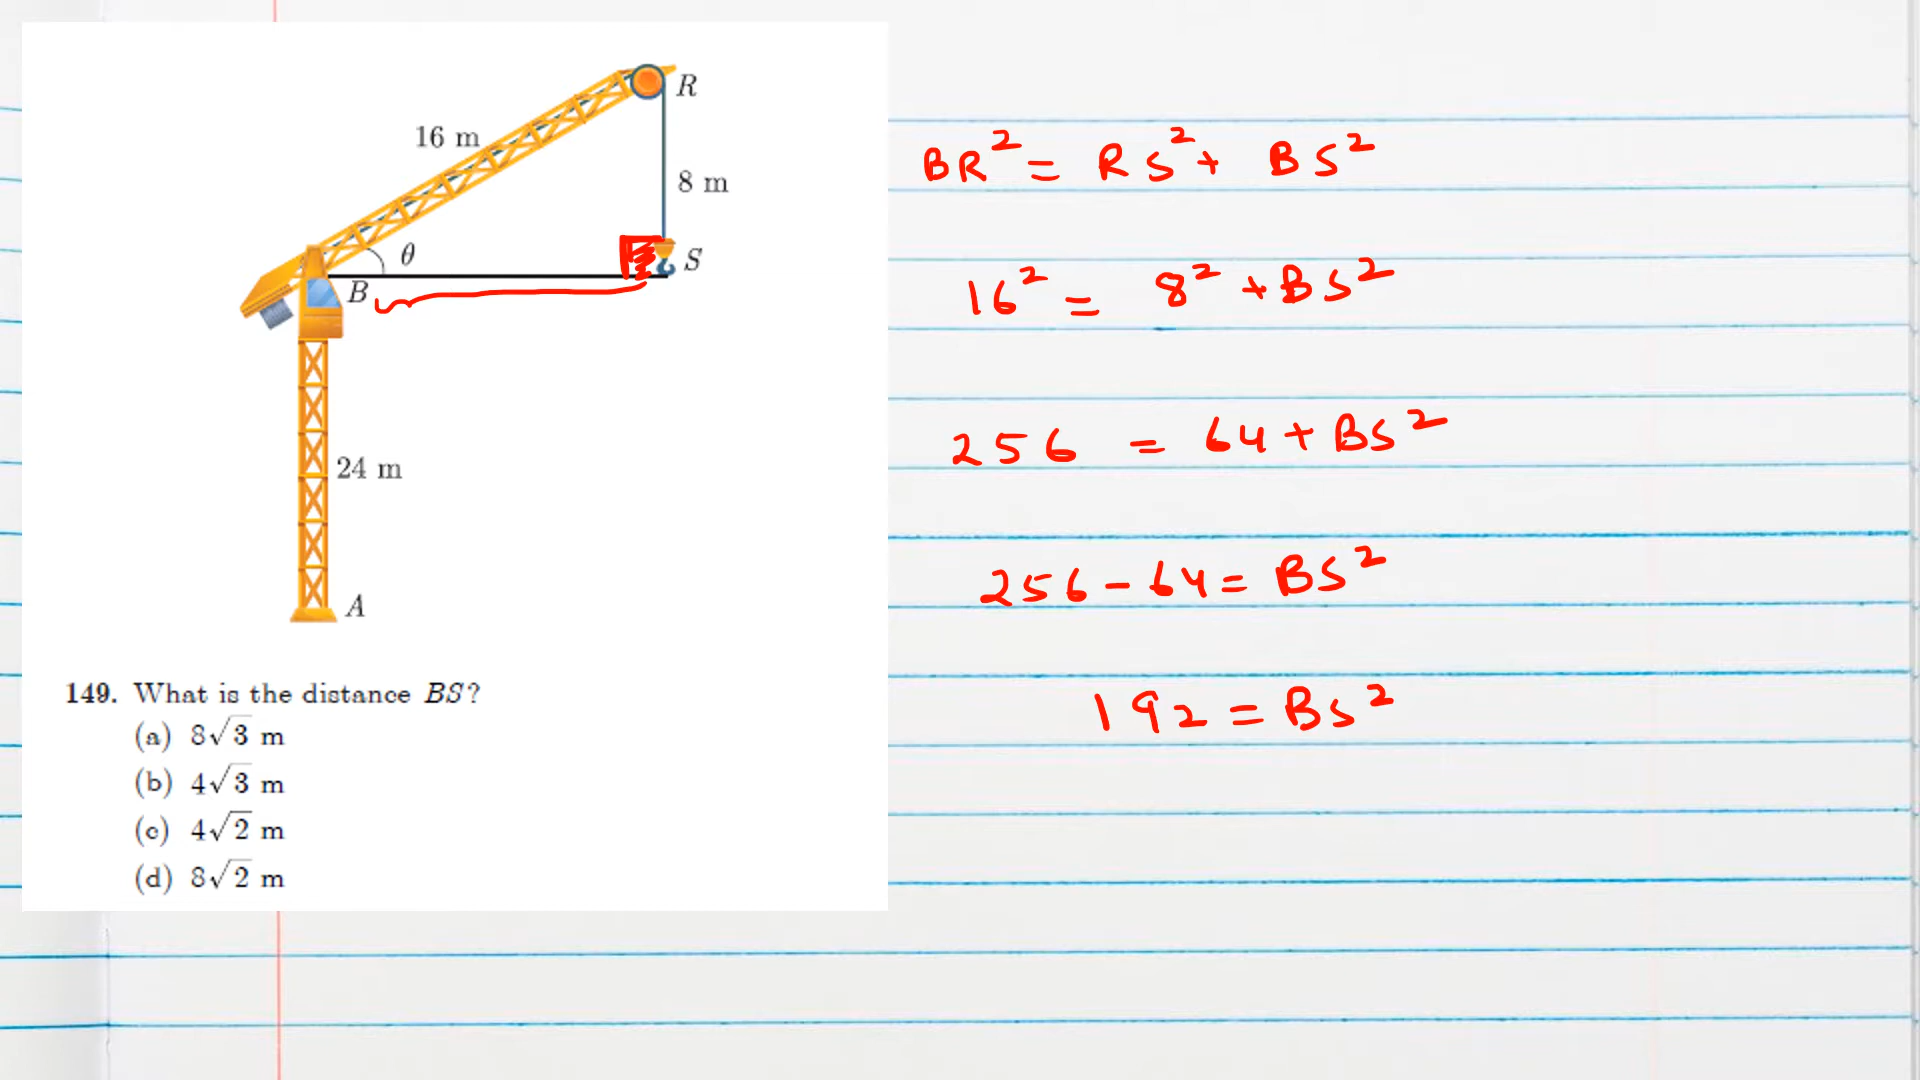 R
16 m
8 m
θ
S
B
24 m
A
149. What is the distance BS?
(a) 8√3 m
(b) 4√3 m
(c) 4√2 m
(d) 8√2 m
BR² = RS² + BS²
16² = 8² + BS²
256 = 64 + BS²
256 - 64 = BS²
192 = BS²